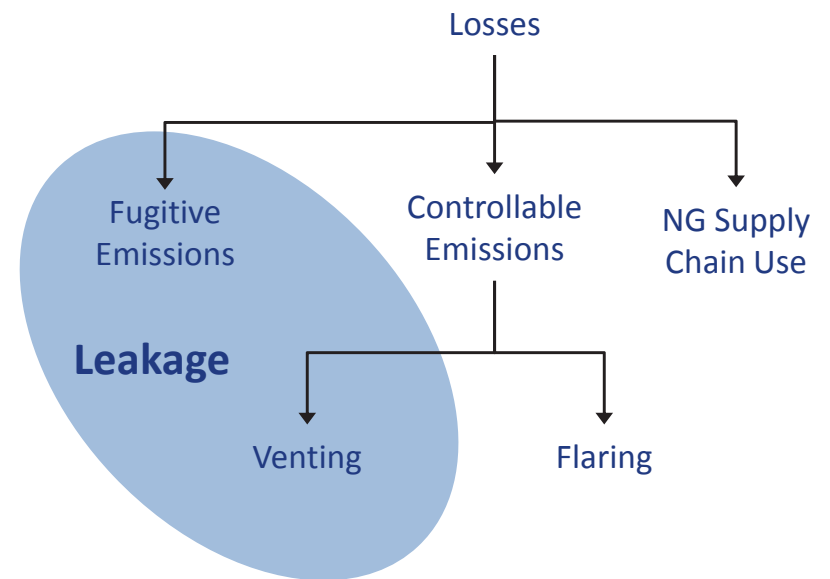 Losses
Fugitive
Emissions
Controllable
Emissions
NG Supply
Chain Use
Leakage
Venting
Flaring